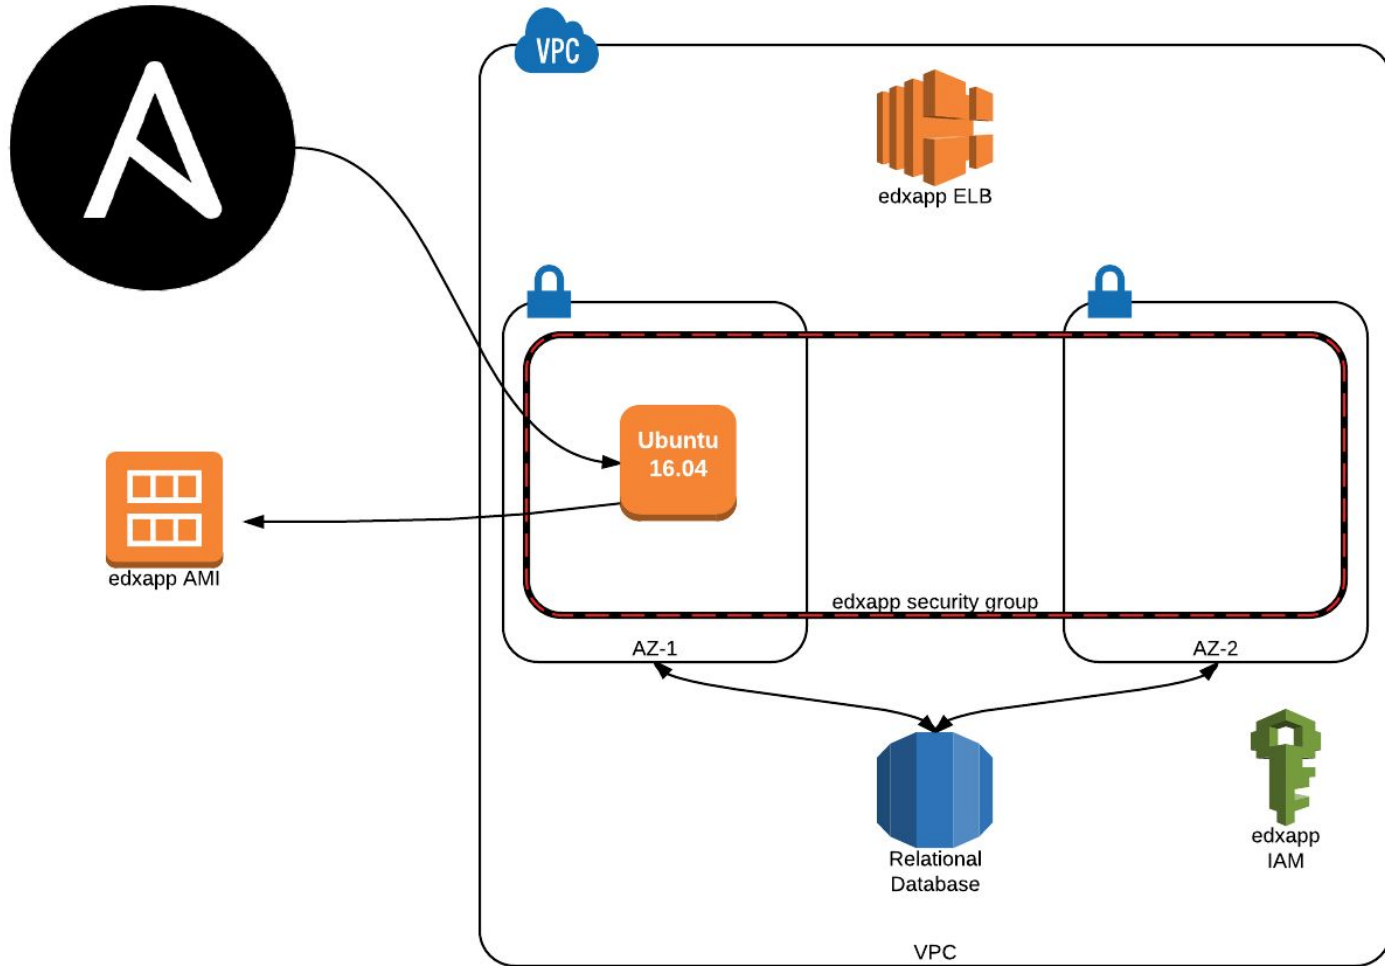 VPC
edxapp ELB
Ubuntu
16.04
edxapp AMI
edxapp security group
AZ-1
AZ-2
Relational
Database
edxapp
IAM
VPC